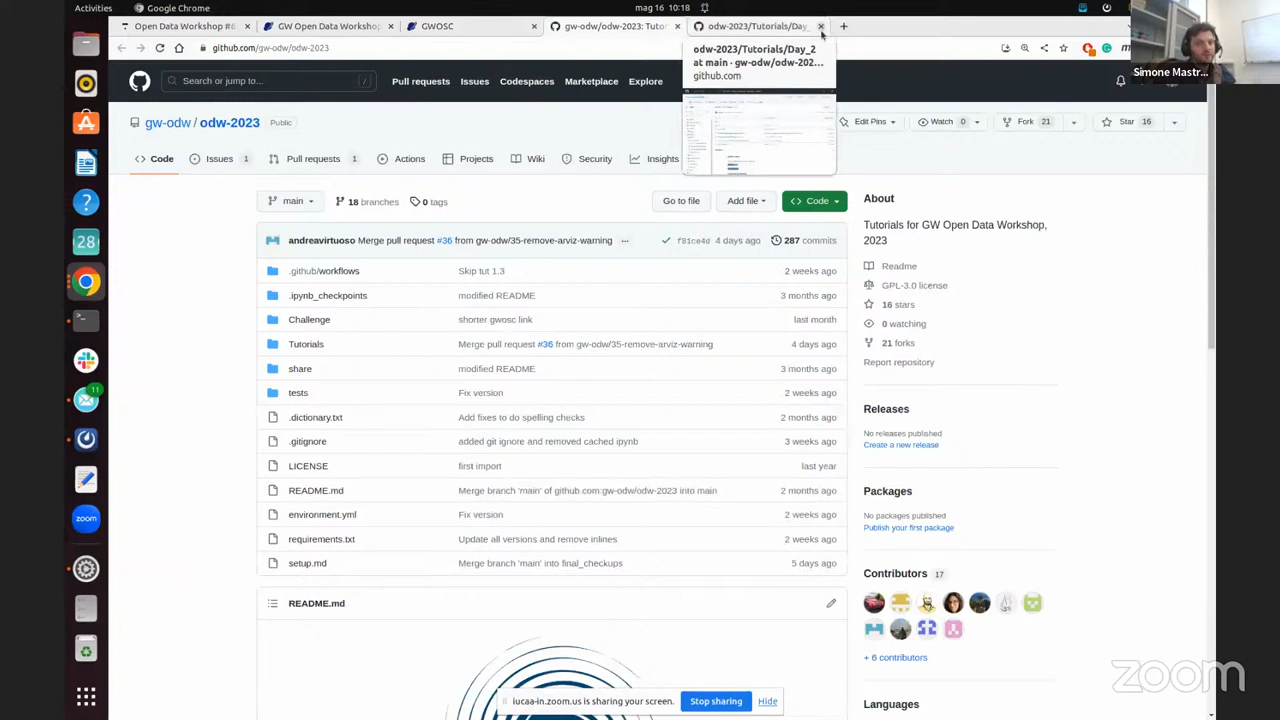 Activities
Google Chrome
mag 16 10:18
Open Data Workshop #6
GW Open Data Workshop,
GWOSC
gw-odw/odw-2023: Tutor
odw-2023/Tutorials/Day_
github.com/gw-odw/odw-2023
odw-2023/Tutorials/Day_2
at main · gw-odw/odw-202...
github.com
Simone Mastr...
Search or jump to...
/
Pull requests
Issues
Codespaces
Marketplace
Explore
gw-odw / odw-2023
Public
Edit Pins
Watch 0
Fork 21
Star 16
Code
Issues 1
Pull requests 1
Actions
Projects
Wiki
Security
Insights
main
18 branches
0 tags
Go to file
Add file
Code
andreavirtuoso Merge pull request #36 from gw-odw/35-remove-arviz-warning ...
f81ce4d 4 days ago
287 commits
.github/workflows Skip tut 1.3 2 weeks ago
.ipynb_checkpoints modified README 3 months ago
Challenge shorter gwosc link last month
Tutorials Merge pull request #36 from gw-odw/35-remove-arviz-warning 4 days ago
share modified README 3 months ago
tests Fix version 2 weeks ago
.dictionary.txt Add fixes to do spelling checks 2 months ago
.gitignore added git ignore and removed cached ipynb 3 weeks ago
LICENSE first import last year
README.md Merge branch 'main' of github.com:gw-odw/odw-2023 into main 2 months ago
environment.yml Fix version 2 weeks ago
requirements.txt Update all versions and remove inlines 2 weeks ago
setup.md Merge branch 'main' into final_checkups 5 days ago
README.md
About
Tutorials for GW Open Data Workshop,
2023
Readme
GPL-3.0 license
16 stars
0 watching
21 forks
Report repository
Releases
No releases published
Create a new release
Packages
No packages published
Publish your first package
Contributors 17
+ 6 contributors
Languages
28
11
zoom
iucaa-in.zoom.us is sharing your screen.
Stop sharing
Hide
zoom